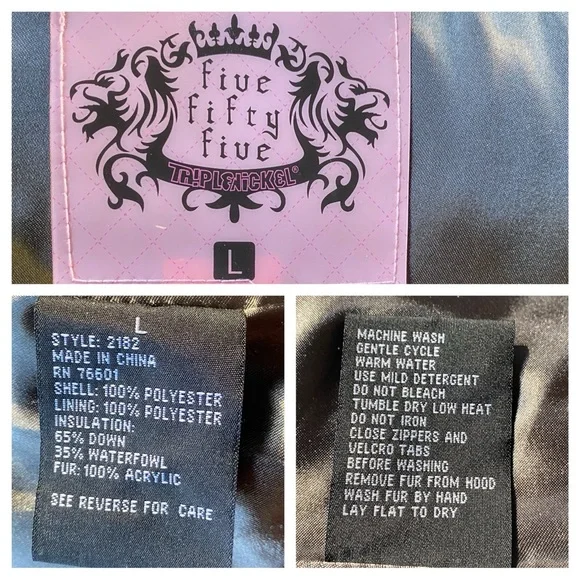 five
fifty
five
TR!PLENiCKEL®
L
L
STYLE: 2182
MADE IN CHINA
RN 76601
SHELL: 100% POLYESTER
LINING: 100% POLYESTER
INSULATION:
65% DOWN
35% WATERFOWL
FUR: 100% ACRYLIC
SEE REVERSE FOR CARE
MACHINE WASH
GENTLE CYCLE
WARM WATER
USE MILD DETERGENT
DO NOT BLEACH
TUMBLE DRY LOW HEAT
DO NOT IRON
CLOSE ZIPPERS AND
VELCRO TABS
BEFORE WASHING
REMOVE FUR FROM HOOD
WASH FUR BY HAND
LAY FLAT TO DRY